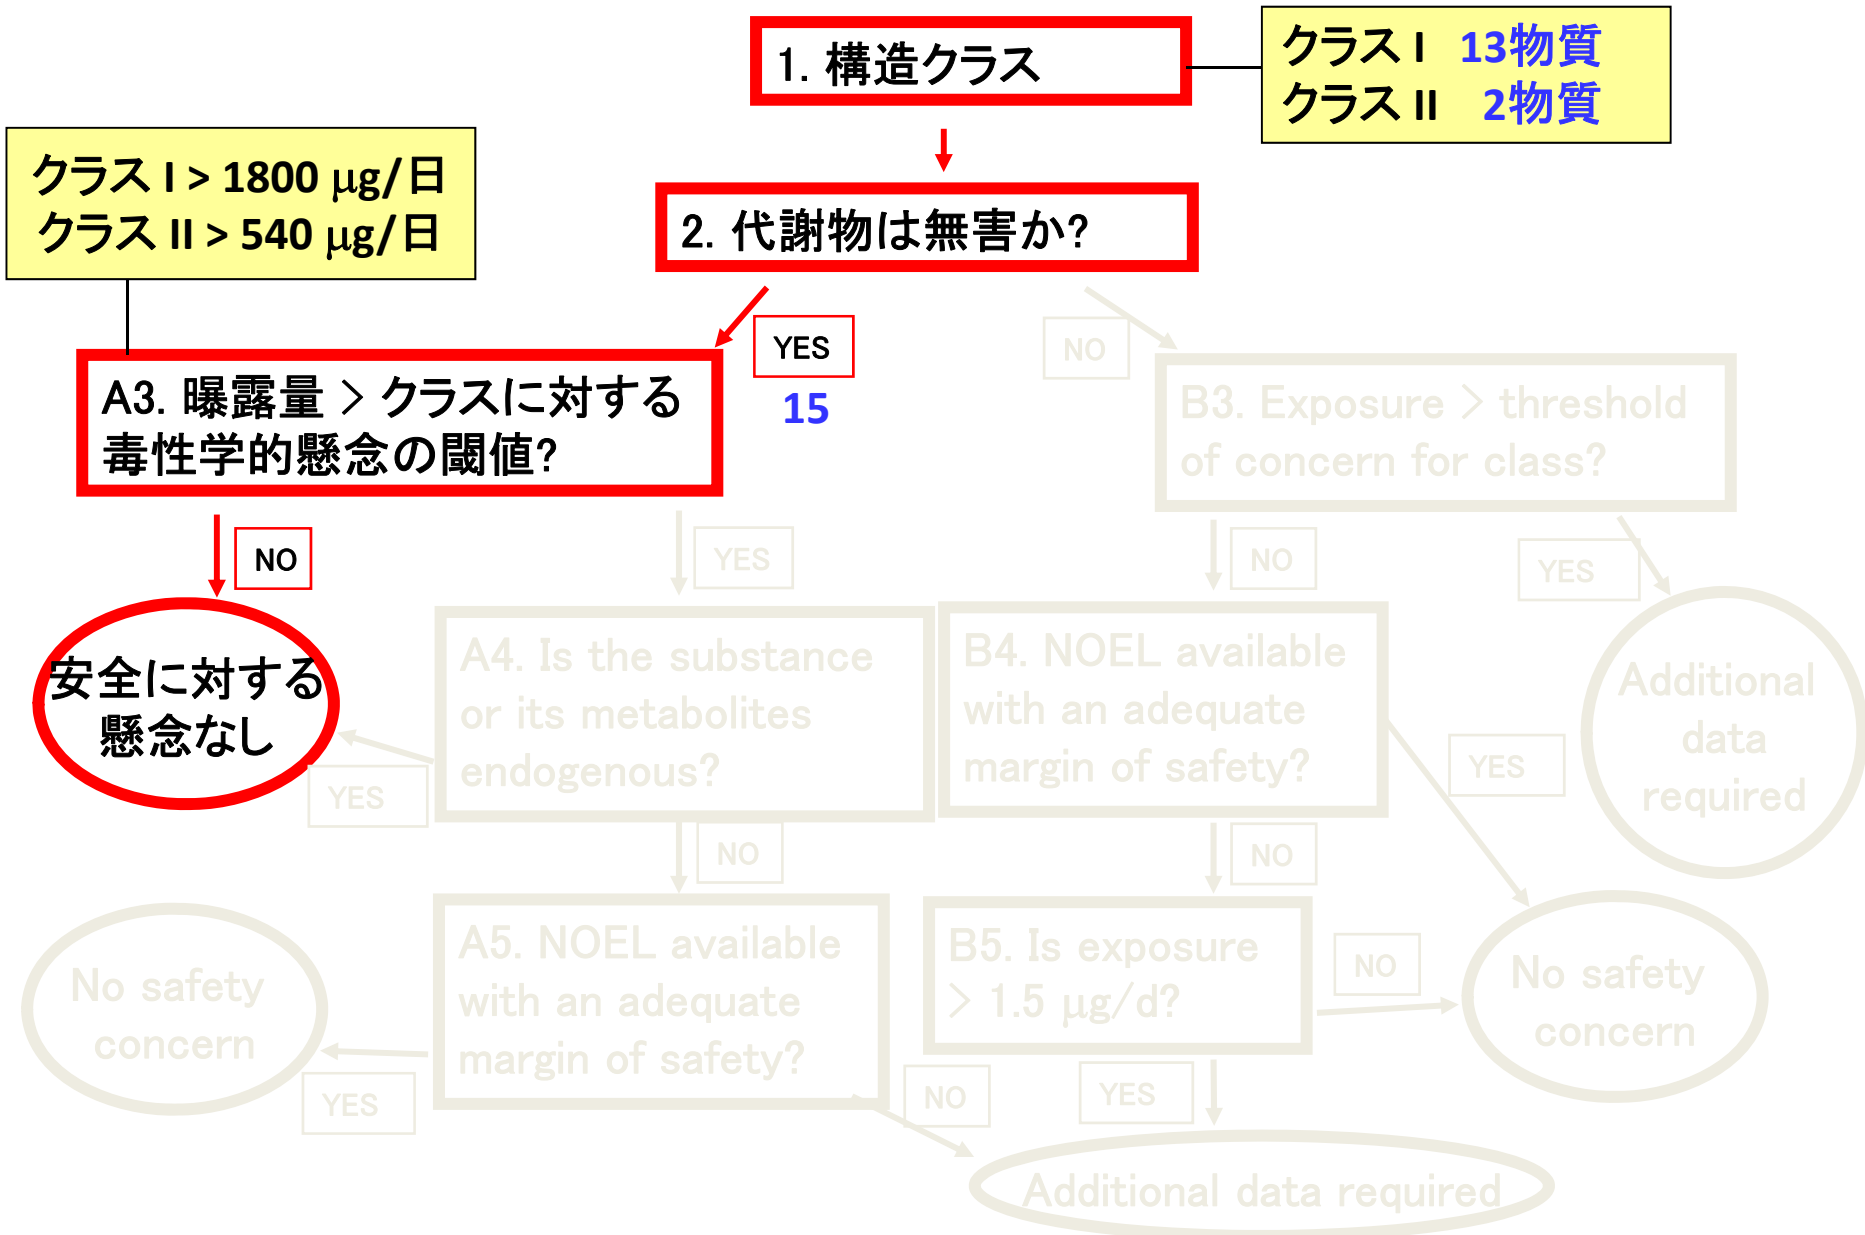 1. 構造クラス
クラス I 13物質
クラス II 2物質
クラス I > 1800 μg/日
クラス II > 540 μg/日
2. 代謝物は無害か?
YES
15
NO
A3. 曝露量 > クラスに対する
毒性学的懸念の閾値?
B3. Exposure > threshold
of concern for class?
NO
YES
NO
YES
安全に対する
懸念なし
A4. Is the substance
or its metabolites
endogenous?
B4. NOEL available
with an adequate
margin of safety?
Additional
data
required
YES
NO
NO
YES
No safety
concern
A5. NOEL available
with an adequate
margin of safety?
B5. Is exposure
> 1.5 μg/d?
NO
No safety
concern
YES
NO
YES
Additional data required